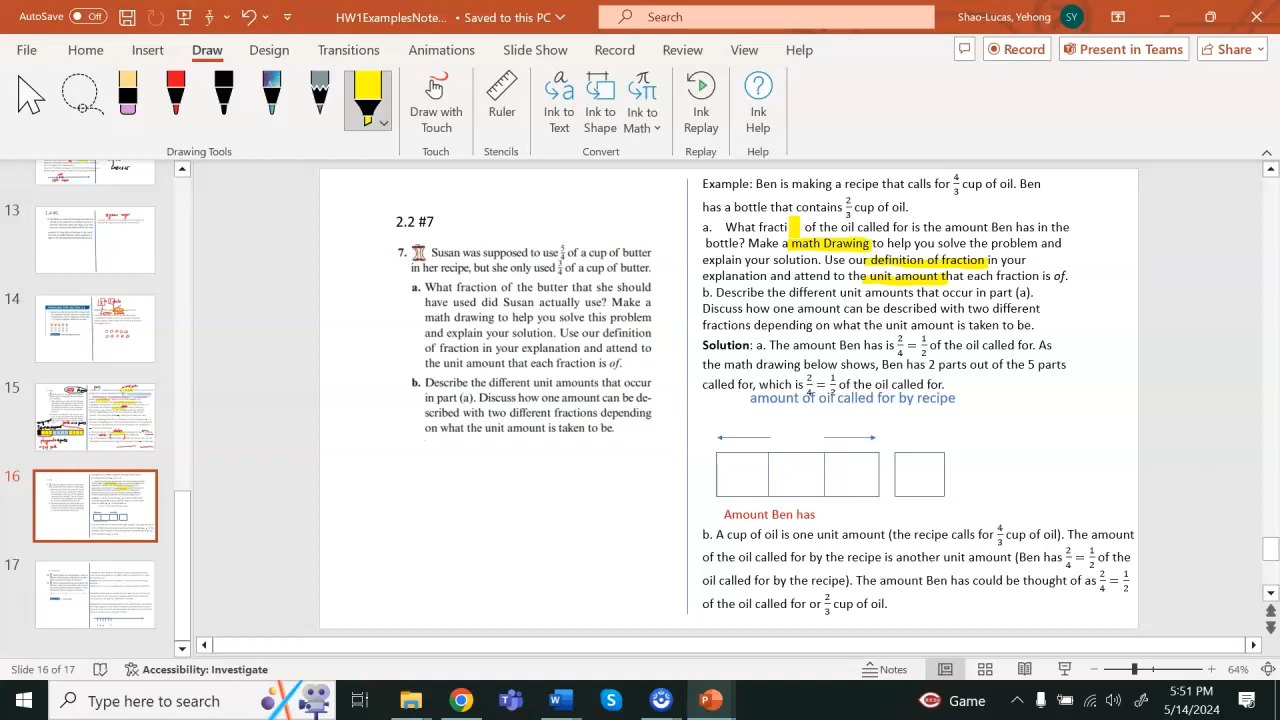 AutoSave Off HW1ExamplesNote... • Saved to this PC Search Shao-Lucas, Yehong SY
File Home Insert Draw Design Transitions Animations Slide Show Record Review View Help Record Present in Teams Share
Draw with Touch
Ruler
Ink to Text
Ink to Shape
Ink to Math
Ink Replay
Ink Help
Drawing Tools Touch Stencils Convert Replay Help
13
14
15
16
17
2.2 #7
7. Susan was supposed to use 5/4 of a cup of butter
in her recipe, but she only used of a cup of butter.
a. What fraction of the butter that she should
have used did Susan actually use? Make a
math drawing to help you solve this problem
and explain your solution. Use our definition
of fraction in your explanation and attend to
the unit amount that each fraction is of.
b. Describe the different unit amounts that occur
in part (a). Discuss how one amount can be de-
scribed with two different fractions depending
on what the unit amount is taken to be.
Example: Ben is making a recipe that calls for 4/3 cup of oil. Ben
has a bottle that contains 2/3 cup of oil.
a. What fracti of the oil called for is the amount Ben has in the
bottle? Make a math Drawing to help you solve the problem and
explain your solution. Use our definition of fraction in your
explanation and attend to the unit amount that each fraction is of.
b. Describe the different unit amounts that occur in part (a).
Discuss how one amount can be described with two different
fractions depending on what the unit amount is taken to be.
Solution: a. The amount Ben has is 2/4 = 1/2 of the oil called for. As
the math drawing below shows, Ben has 2 parts out of the 5 parts
called for, which is 2/4 = 1/2 of the oil called for.
amount of oil called for by recipe
Amount Ben has
b. A cup of oil is one unit amount (the recipe calls for 4/3 cup of oil). The amount
of the oil called for by the recipe is another unit amount (Ben has 2/4 = 1/2 of the
oil called for by the recipe). The amount Ben has could be thought of as 2/4 = 1/2
of the oil called for or 2/3 cup of oil.
Slide 16 of 17 Accessibility: Investigate Notes 64%
Type here to search Game 5:51 PM
5/14/2024